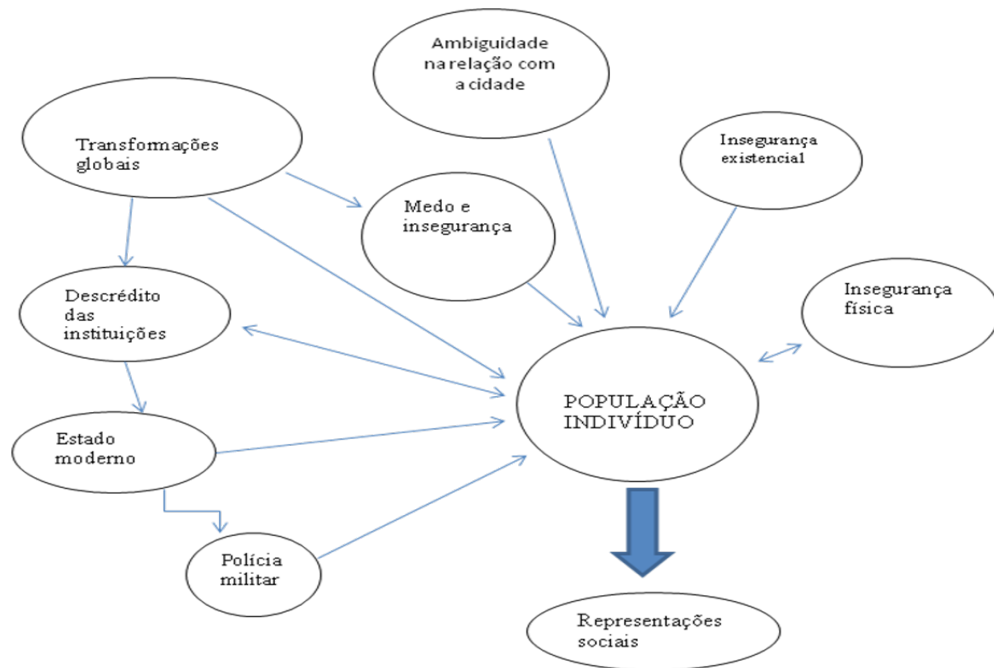 Ambiguidade
na relação com
a cidade
Transformações
globais
Insegurança
existencial
Medo e
insegurança
Descrédito
das
instituições
Insegurança
física
POPULAÇÃO
INDIVÍDUO
Estado
moderno
Polícia
militar
Representações
sociais